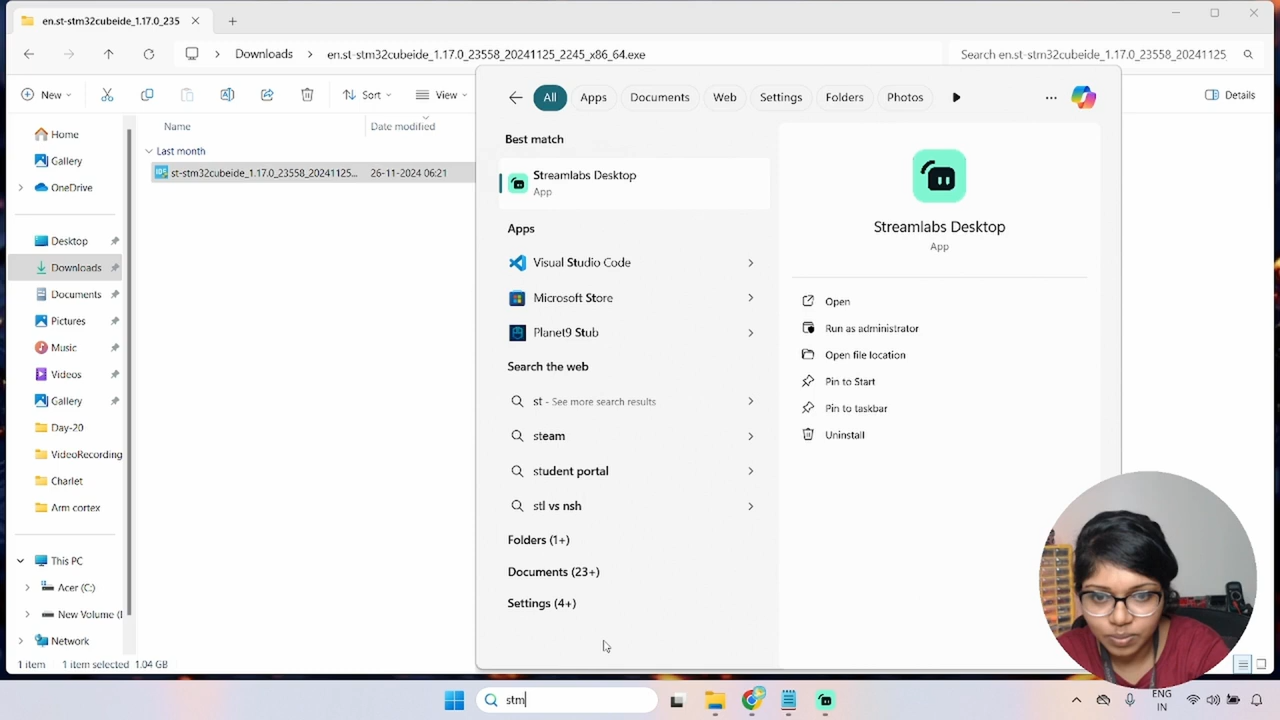 en.st-stm32cubeide_1.17.0_235
Downloads
en.st-stm32cubeide_1.17.0_23558_20241125_2245_x86_64.exe
Search en.st-stm32cubeide_1.17.0_23558_20241125
New
Sort
View
Details
Home
Gallery
OneDrive
Desktop
Downloads
Documents
Pictures
Music
Videos
Gallery
Day-20
VideoRecording
Charlet
Arm cortex
This PC
Acer (C:)
New Volume (I
Network
Name
Date modified
Last month
st-stm32cubeide_1.17.0_23558_20241125...
26-11-2024 06:21
1 item
1 item selected 1.04 GB
All
Apps
Documents
Web
Settings
Folders
Photos
Best match
Streamlabs Desktop
App
Apps
Visual Studio Code
Microsoft Store
Planet9 Stub
Search the web
st - See more search results
steam
student portal
stl vs nsh
Folders (1+)
Documents (23+)
Settings (4+)
Streamlabs Desktop
App
Open
Run as administrator
Open file location
Pin to Start
Pin to taskbar
Uninstall
stm
ENG
IN